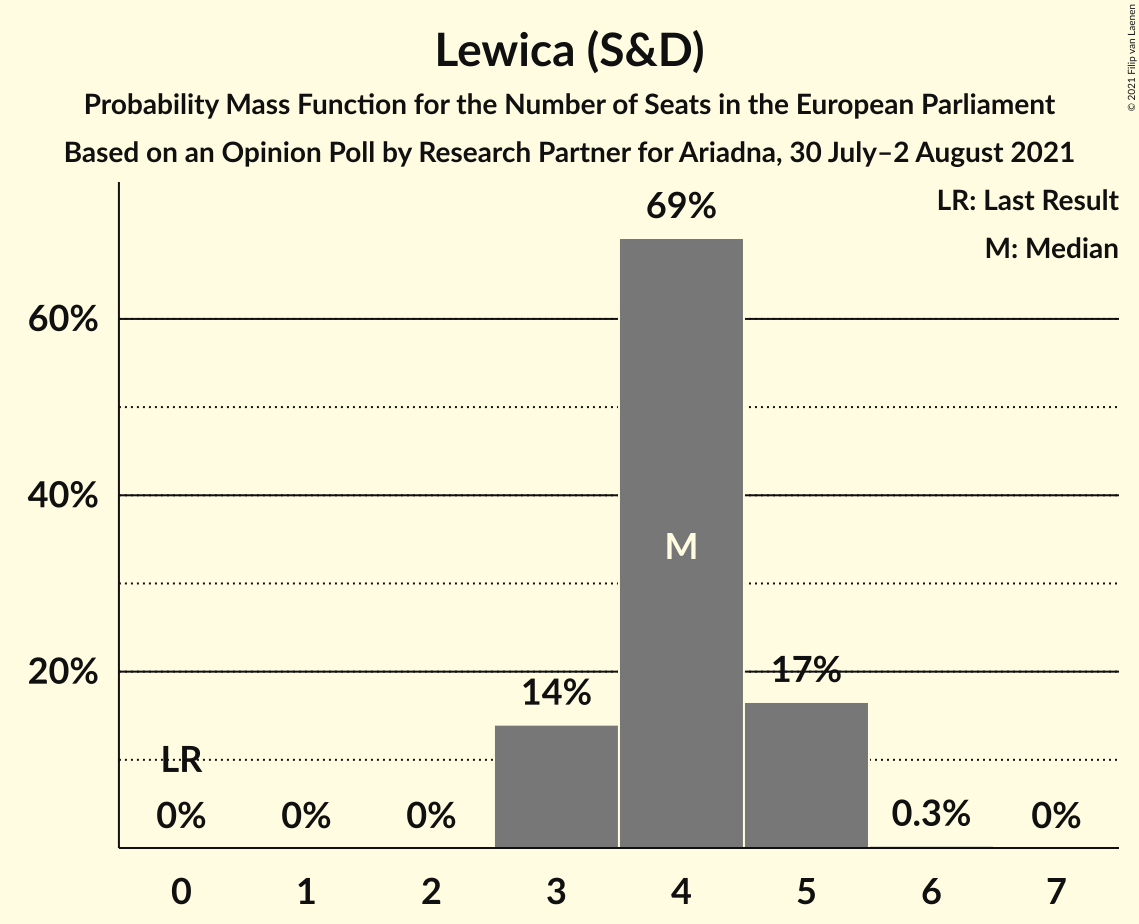 Lewica (S&D)
Probability Mass Function for the Number of Seats in the European Parliament
Based on an Opinion Poll by Research Partner for Ariadna, 30 July–2 August 2021
© 2021 Filip van Laenen
LR: Last Result
M: Median
69%
60%
40%
M
20%
17%
14%
LR
0%
0%
0%
0.3%
0%
0
1
2
3
4
5
6
7